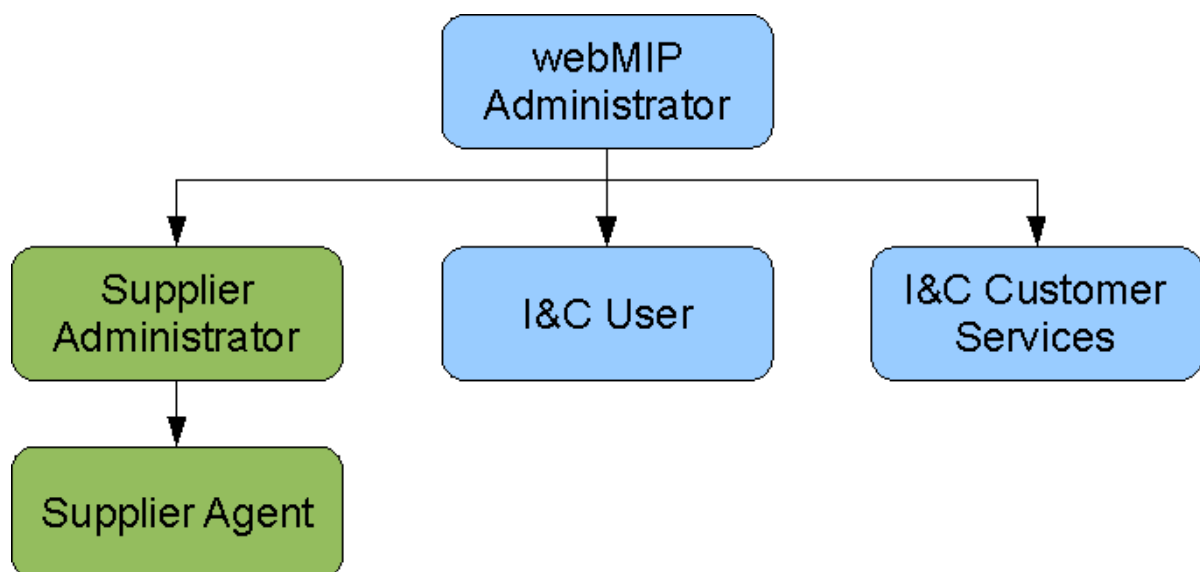 webMIP
Administrator
Supplier
Administrator
I&C User
I&C Customer
Services
Supplier Agent